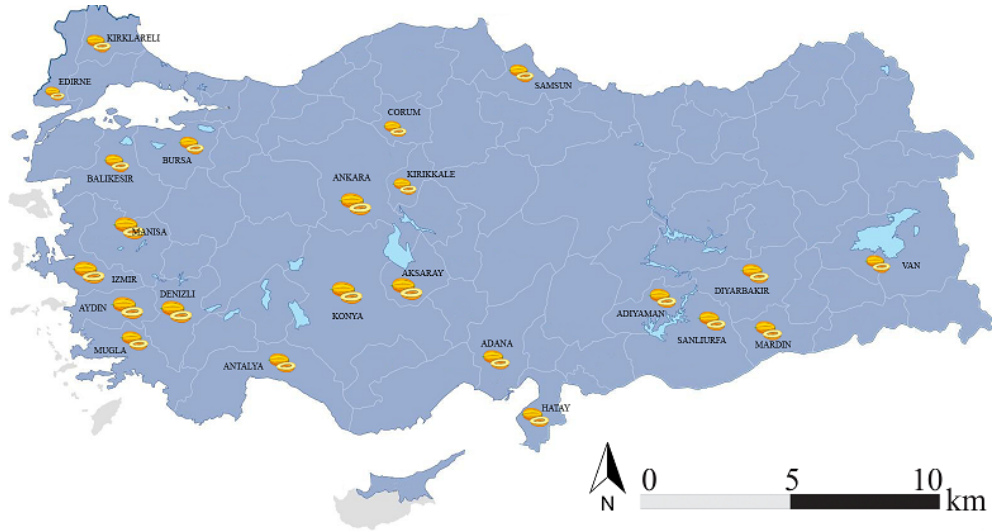 KIRKLARELI
EDIRNE
SAMSUN
CORUM
BURSA
BALIKESIR
ANKARA
KIRIKKALE
MANISA
VAN
IZMIR
AKSARAY
DIYARBAKIR
AYDIN
DENIZLI
KONYA
ADIYAMAN
SANLIURFA
MARDIN
MUGLA
ADANA
ANTALYA
HATAY
N
0 5 10
km